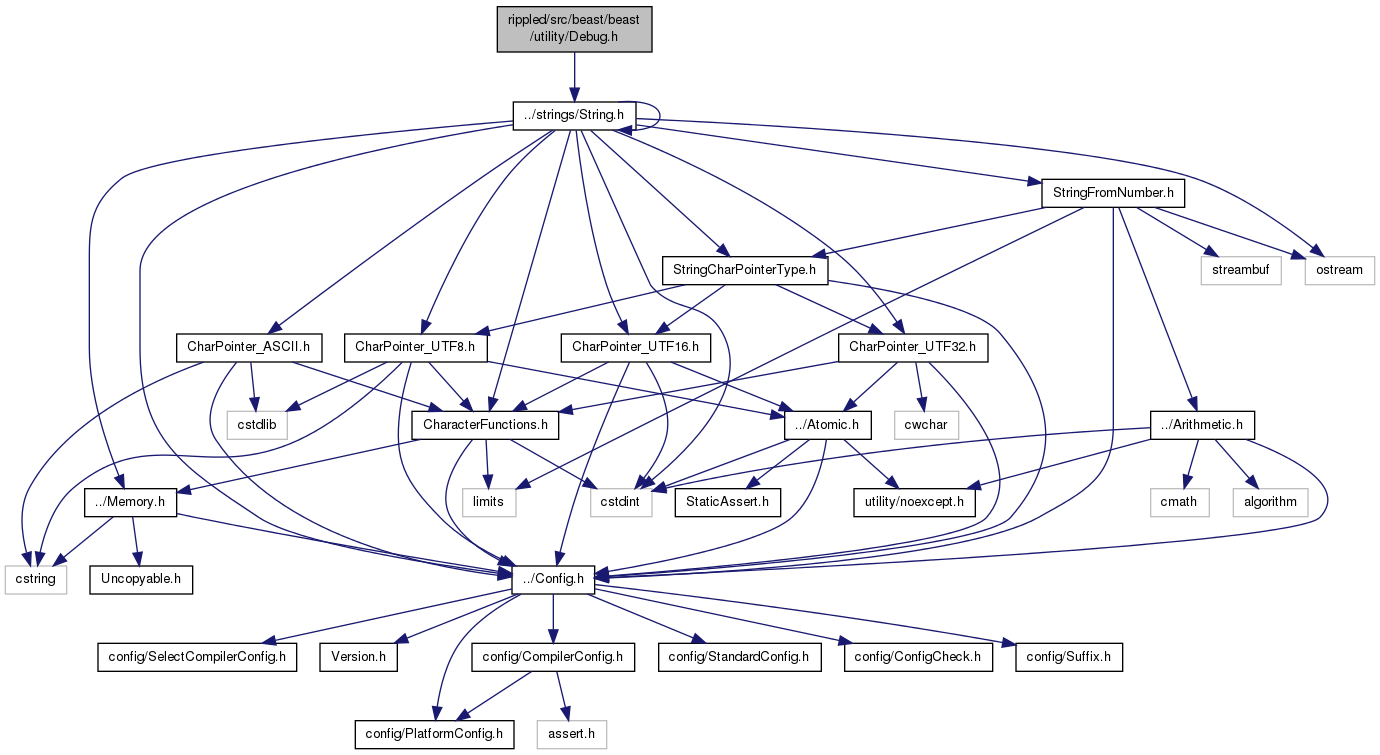 rippled/src/beast/beast
/utility/Debug.h
../strings/String.h
StringFromNumber.h
StringCharPointerType.h
streambuf
ostream
CharPointer_ASCII.h
CharPointer_UTF8.h
CharPointer_UTF16.h
CharPointer_UTF32.h
cstdlib
CharacterFunctions.h
../Atomic.h
cwchar
../Arithmetic.h
../Memory.h
limits
cstdint
StaticAssert.h
utility/noexcept.h
cmath
algorithm
cstring
Uncopyable.h
../Config.h
config/SelectCompilerConfig.h
Version.h
config/CompilerConfig.h
config/StandardConfig.h
config/ConfigCheck.h
config/Suffix.h
config/PlatformConfig.h
assert.h